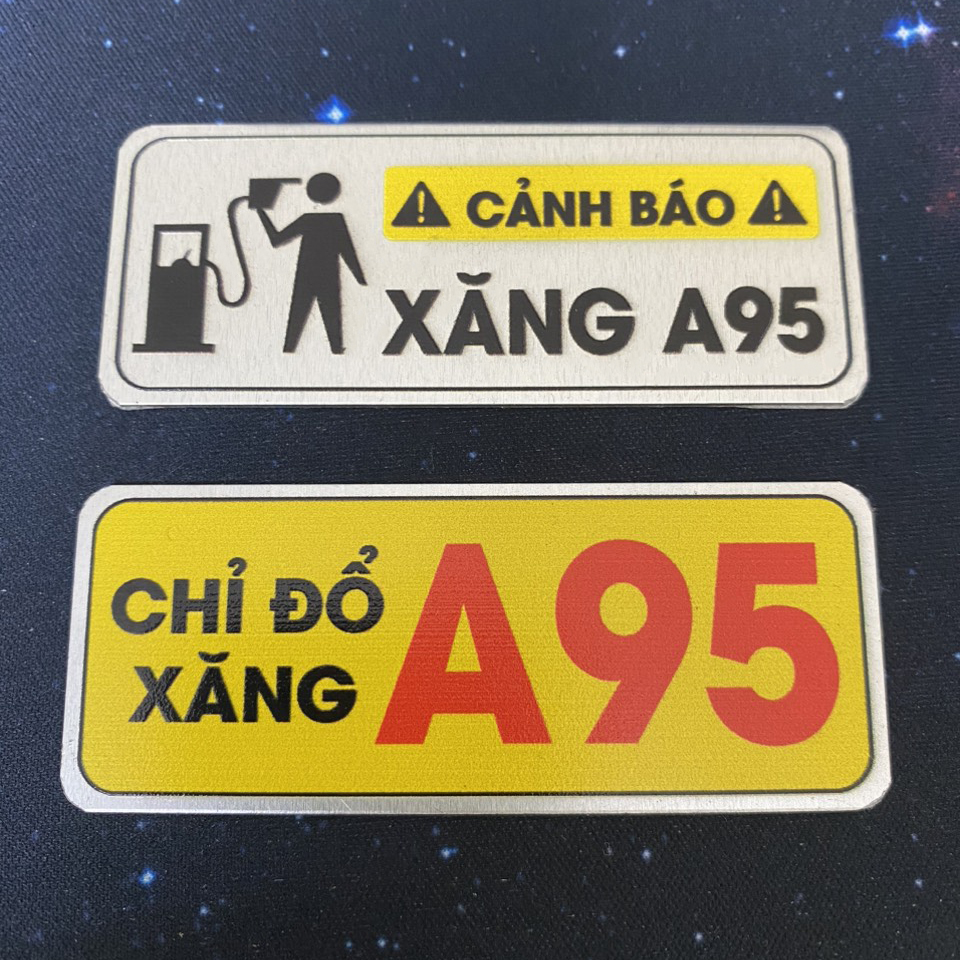 CẢNH BÁO
XĂNG A95
CHỈ ĐỔ
XĂNG
A95